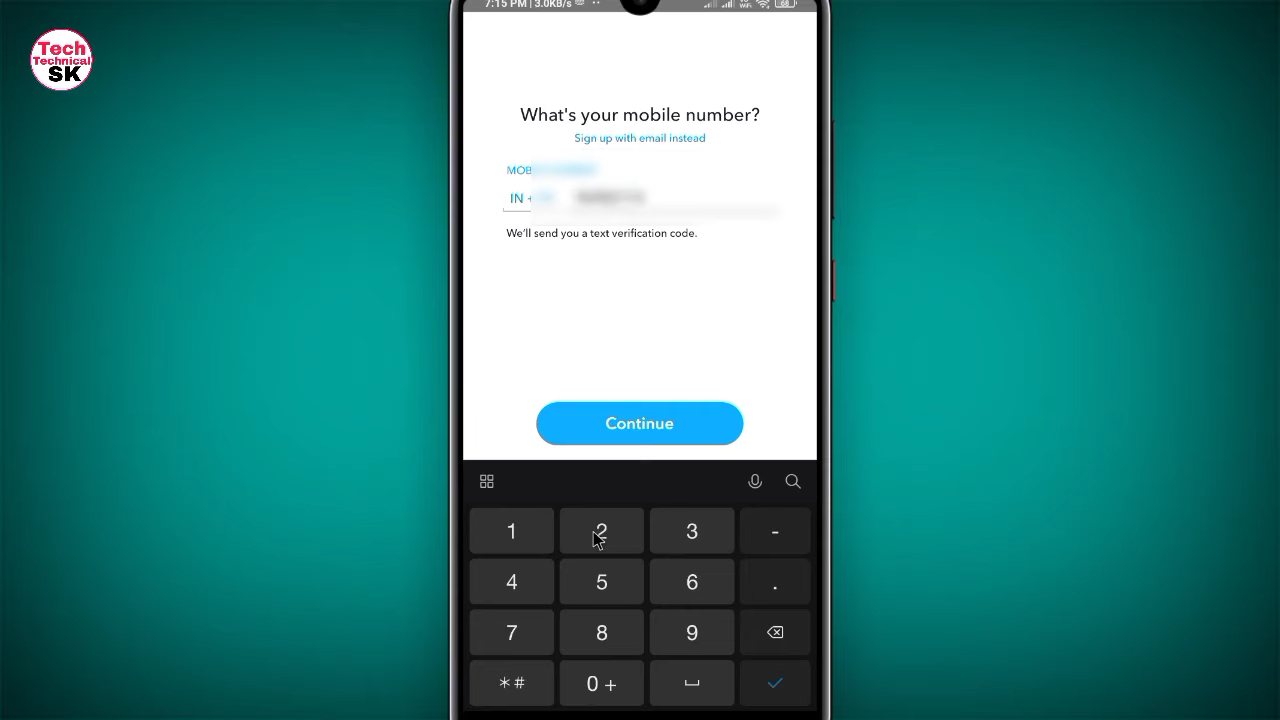 Tech
Technical
SK
7:15 PM | 3.0KB/s
What's your mobile number?
Sign up with email instead
IN +
We'll send you a text verification code.
Continue
1 2 3 -
4 5 6 .
7 8 9
*# 0 +